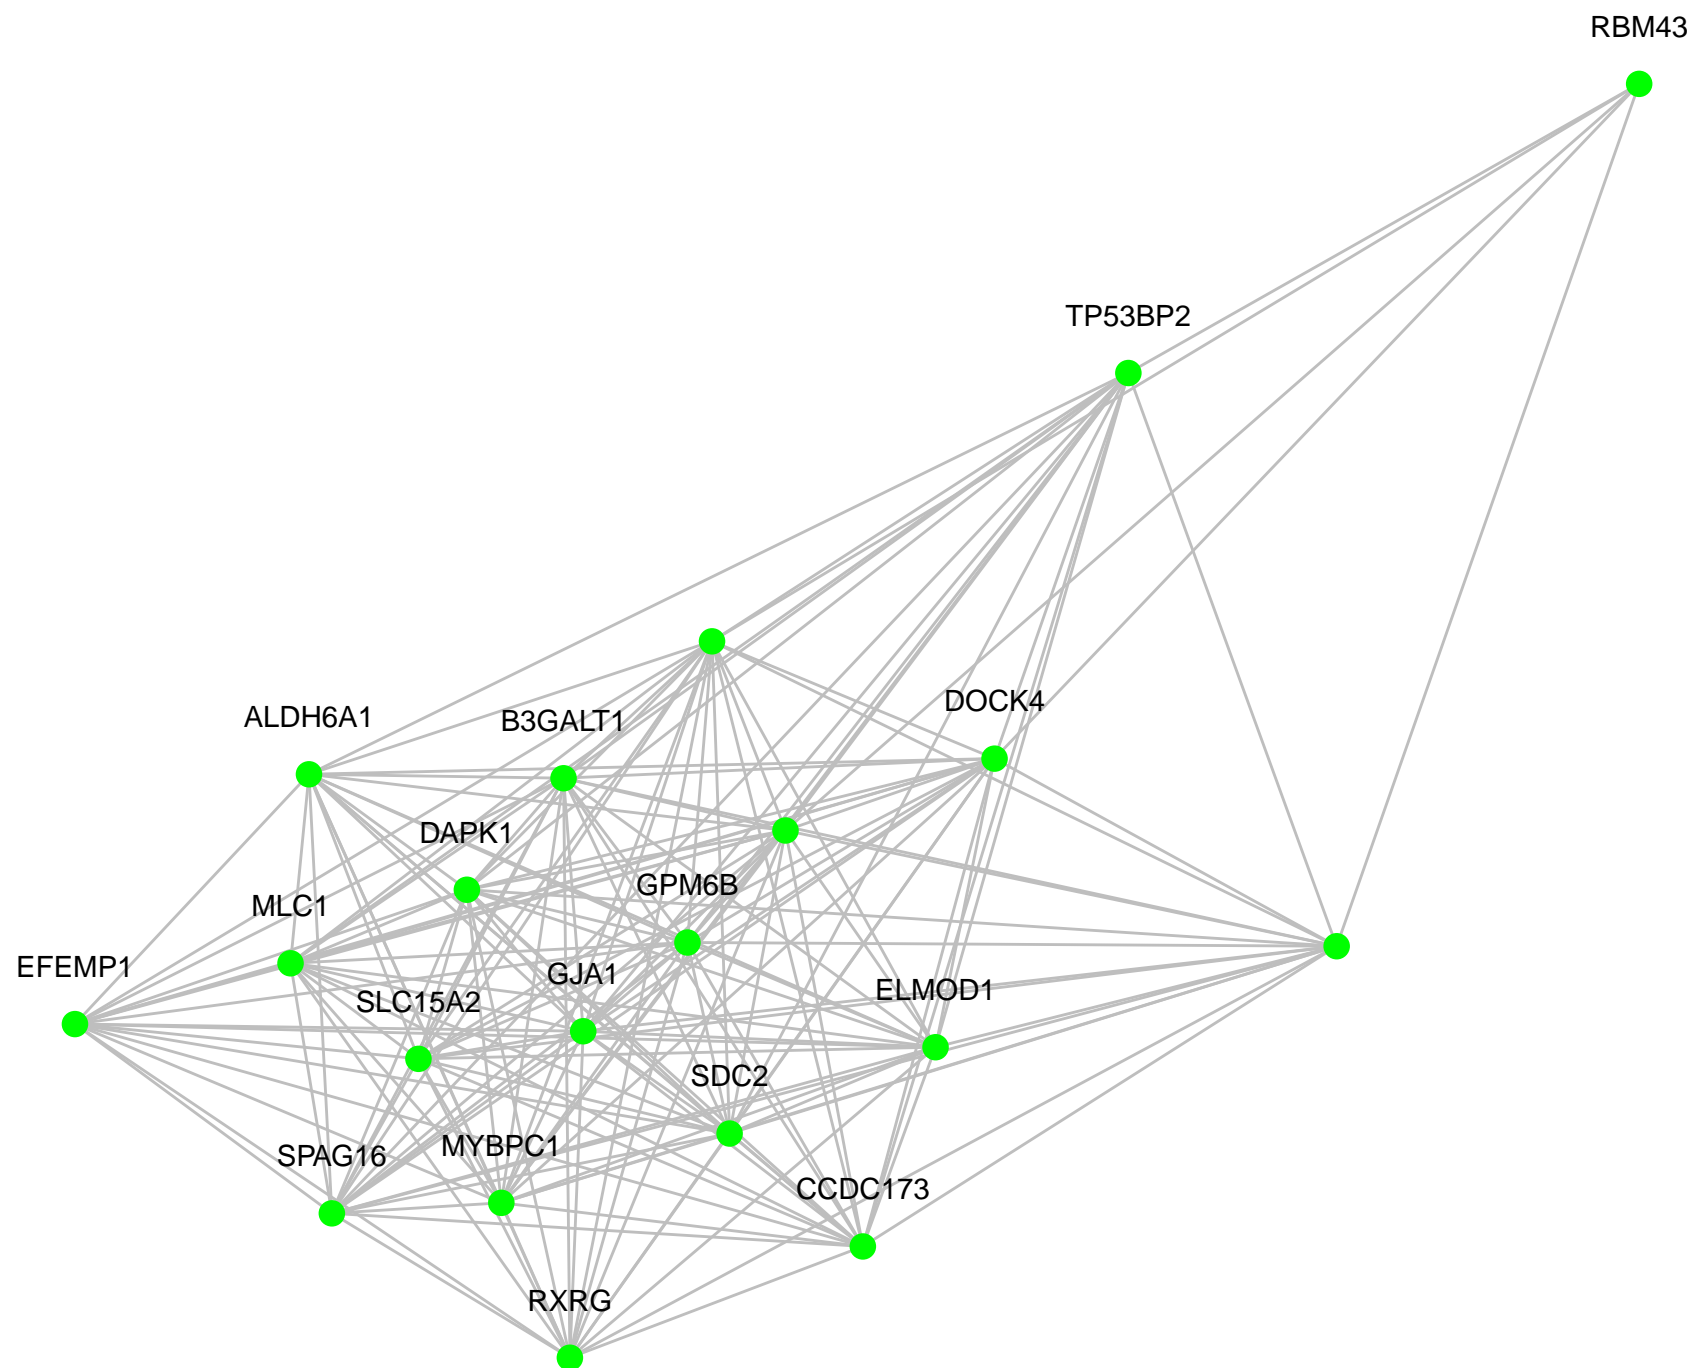 RBM43
TP53BP2
DOCK4
ALDH6A1
B3GALT1
DAPK1
GPM6B
MLC1
EFEMP1
GJA1
ELMOD1
SLC15A2
SDC2
MYBPC1
SPAG16
CCDC173
RXRG